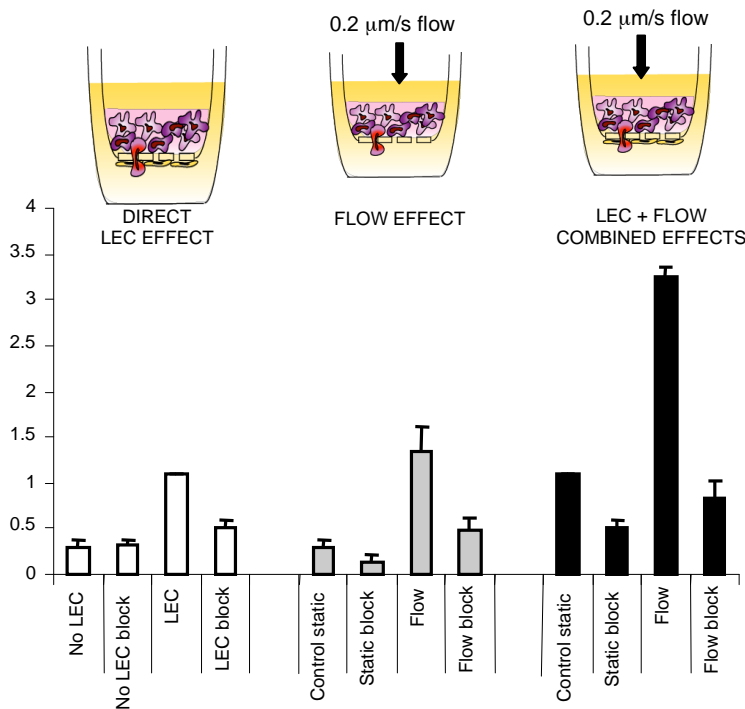 0.2 μm/s flow
0.2 μm/s flow
DIRECT
LEC EFFECT
FLOW EFFECT
LEC + FLOW
COMBINED EFFECTS
4
3.5
3
2.5
2
1.5
1
0.5
0
No LEC
No LEC block
LEC
LEC block
Control static
Static block
Flow
Flow block
Control static
Static block
Flow
Flow block